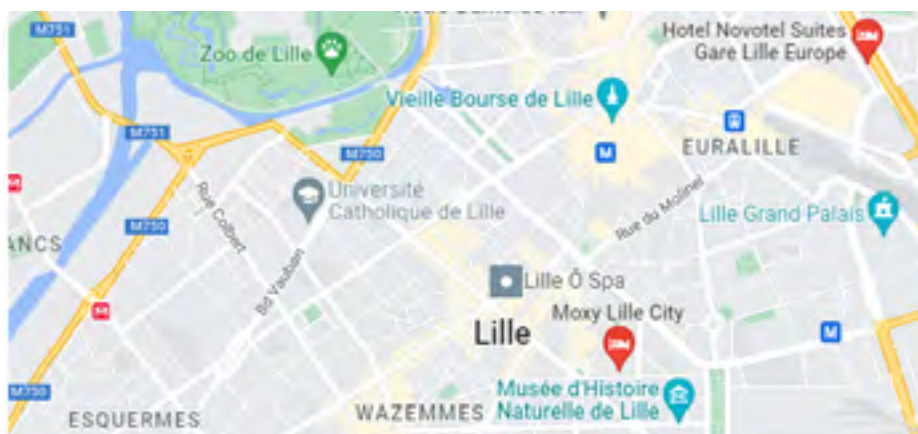 M751
Zoo de Lille
Hotel Novotel Suites
Gare Lille Europe
Vieille Bourse de Lille
M751
M750
M
EURALILLE
Université
Catholique de Lille
Rue Colbert
Rue du Molinel
Lille Grand Palais
M750
ANCS
Bd Vauban
Lille Ô Spa
Moxy Lille City
Lille
M
M750
Musée d'Histoire
Naturelle de Lille
ESQUERMES
WAZEMMES